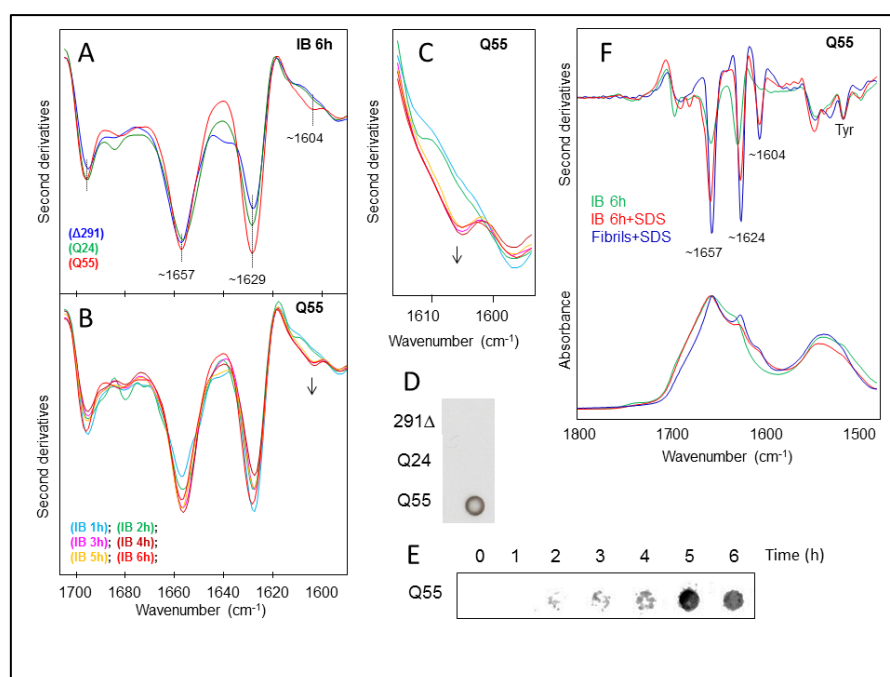 A
IB 6h
Second derivatives
~1604
(Δ291)
(Q24)
(Q55)
~1657
~1629
B
Q55
Second derivatives
(IB 1h); (IB 2h);
(IB 3h); (IB 4h);
(IB 5h); (IB 6h);
1700 1680 1660 1640 1620 1600
Wavenumber (cm-1)
C
Q55
Second derivatives
1610 1600
Wavenumber (cm-1)
D
291Δ
Q24
Q55
E
0 1 2 3 4 5 6 Time (h)
Q55
F
Q55
Second derivatives
Tyr
~1604
IB 6h
IB 6h+SDS
Fibrils+SDS
~1624
~1657
Absorbance
1800 1700 1600 1500
Wavenumber (cm-1)